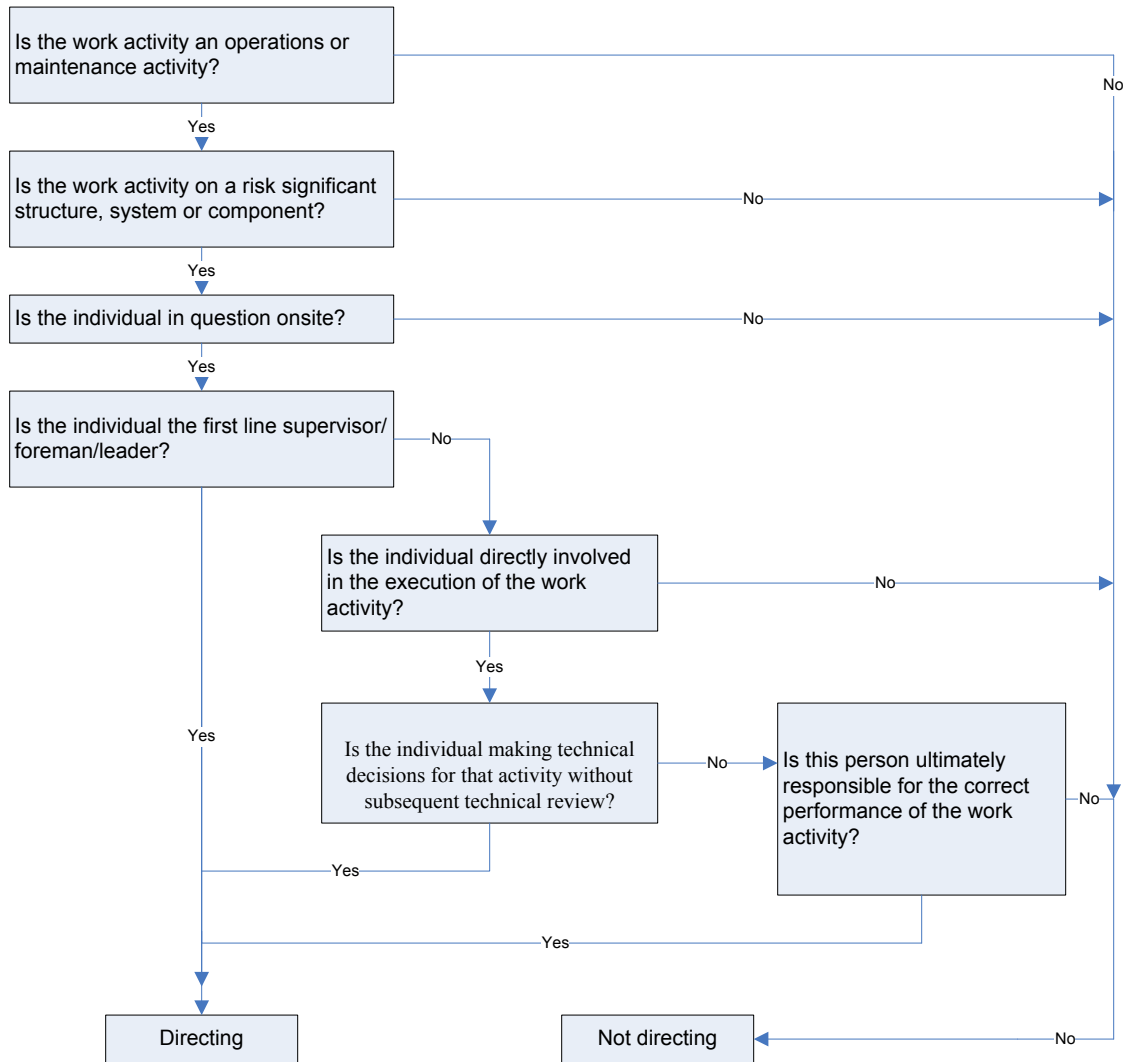 Is the work activity an operations or
maintenance activity?
No
Yes
Is the work activity on a risk significant
structure, system or component?
No
Yes
Is the individual in question onsite?
No
Yes
Is the individual the first line supervisor/
foreman/leader?
No
Is the individual directly involved
in the execution of the work
activity?
No
Yes
Yes
Is the individual making technical
decisions for that activity without
subsequent technical review?
No
Is this person ultimately
responsible for the correct
performance of the work
activity?
No
Yes
Yes
Directing
Not directing
No